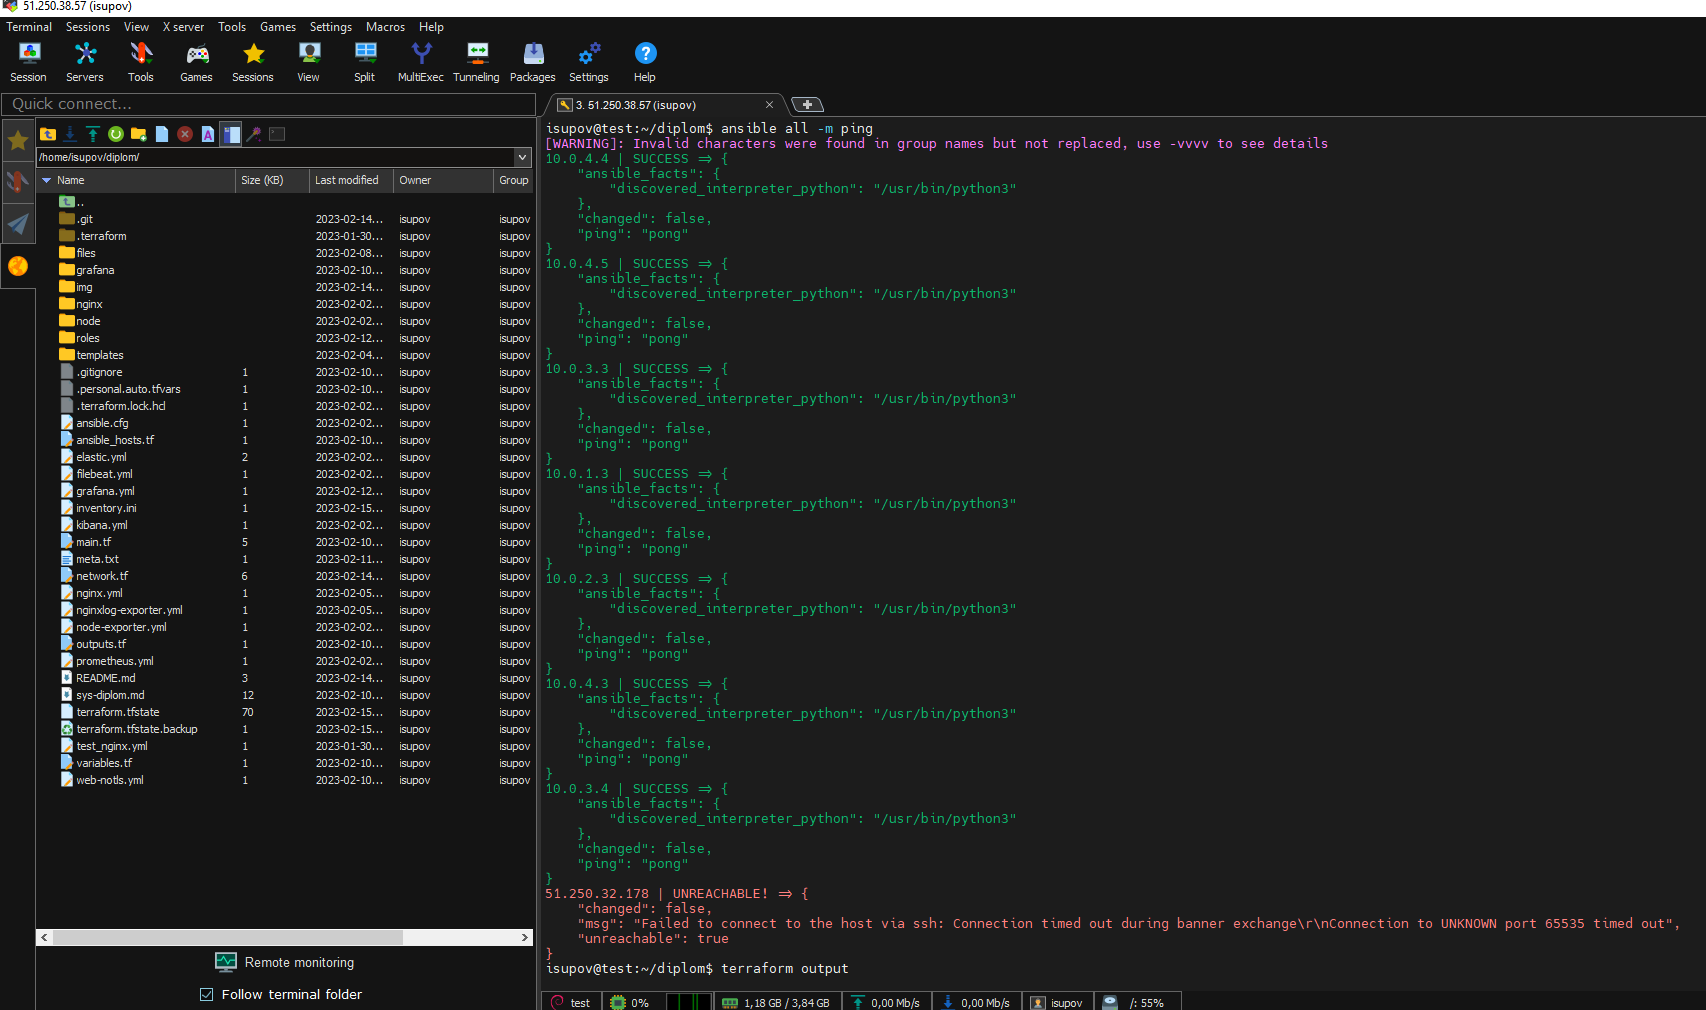 51.250.38.57 (isupov)
Terminal Sessions View X server Tools Games Settings Macros Help
Session Servers Tools Games Sessions View Split MultiExec Tunneling Packages Settings Help
Quick connect...
3. 51.250.38.57 (isupov)
/home/isupov/diplom/
Name Size (KB) Last modified Owner Group
..
.git 2023-02-14... isupov isupov
.terraform 2023-01-30... isupov isupov
files 2023-02-08... isupov isupov
grafana 2023-02-10... isupov isupov
img 2023-02-14... isupov isupov
nginx 2023-02-02... isupov isupov
node 2023-02-02... isupov isupov
roles 2023-02-12... isupov isupov
templates 2023-02-04... isupov isupov
.gitignore 1 2023-02-10... isupov isupov
.personal.auto.tfvars 1 2023-02-10... isupov isupov
.terraform.lock.hcl 1 2023-02-02... isupov isupov
ansible.cfg 1 2023-02-02... isupov isupov
ansible_hosts.tf 1 2023-02-10... isupov isupov
elastic.yml 2 2023-02-02... isupov isupov
filebeat.yml 1 2023-02-02... isupov isupov
grafana.yml 1 2023-02-12... isupov isupov
inventory.ini 1 2023-02-15... isupov isupov
kibana.yml 1 2023-02-02... isupov isupov
main.tf 5 2023-02-10... isupov isupov
meta.txt 1 2023-02-11... isupov isupov
network.tf 6 2023-02-14... isupov isupov
nginx.yml 1 2023-02-05... isupov isupov
nginxlog-exporter.yml 1 2023-02-05... isupov isupov
node-exporter.yml 1 2023-02-02... isupov isupov
outputs.tf 1 2023-02-10... isupov isupov
prometheus.yml 1 2023-02-02... isupov isupov
README.md 3 2023-02-14... isupov isupov
sys-diplom.md 12 2023-02-10... isupov isupov
terraform.tfstate 70 2023-02-15... isupov isupov
terraform.tfstate.backup 1 2023-02-15... isupov isupov
test_nginx.yml 1 2023-01-30... isupov isupov
variables.tf 1 2023-02-10... isupov isupov
web-notls.yml 1 2023-02-10... isupov isupov
Remote monitoring
Follow terminal folder
isupov@test:~/diplom$ ansible all -m ping
[WARNING]: Invalid characters were found in group names but not replaced, use -vvvv to see details
10.0.4.4 | SUCCESS => {
    "ansible_facts": {
        "discovered_interpreter_python": "/usr/bin/python3"
    },
    "changed": false,
    "ping": "pong"
}
10.0.4.5 | SUCCESS => {
    "ansible_facts": {
        "discovered_interpreter_python": "/usr/bin/python3"
    },
    "changed": false,
    "ping": "pong"
}
10.0.3.3 | SUCCESS => {
    "ansible_facts": {
        "discovered_interpreter_python": "/usr/bin/python3"
    },
    "changed": false,
    "ping": "pong"
}
10.0.1.3 | SUCCESS => {
    "ansible_facts": {
        "discovered_interpreter_python": "/usr/bin/python3"
    },
    "changed": false,
    "ping": "pong"
}
10.0.2.3 | SUCCESS => {
    "ansible_facts": {
        "discovered_interpreter_python": "/usr/bin/python3"
    },
    "changed": false,
    "ping": "pong"
}
10.0.4.3 | SUCCESS => {
    "ansible_facts": {
        "discovered_interpreter_python": "/usr/bin/python3"
    },
    "changed": false,
    "ping": "pong"
}
10.0.3.4 | SUCCESS => {
    "ansible_facts": {
        "discovered_interpreter_python": "/usr/bin/python3"
    },
    "changed": false,
    "ping": "pong"
}
51.250.32.178 | UNREACHABLE! => {
    "changed": false,
    "msg": "Failed to connect to the host via ssh: Connection timed out during banner exchange\r\nConnection to UNKNOWN port 65535 timed out",
    "unreachable": true
}
isupov@test:~/diplom$ terraform output
test 0% 1,18 GB / 3,84 GB 0,00 Mb/s 0,00 Mb/s isupov /: 55%